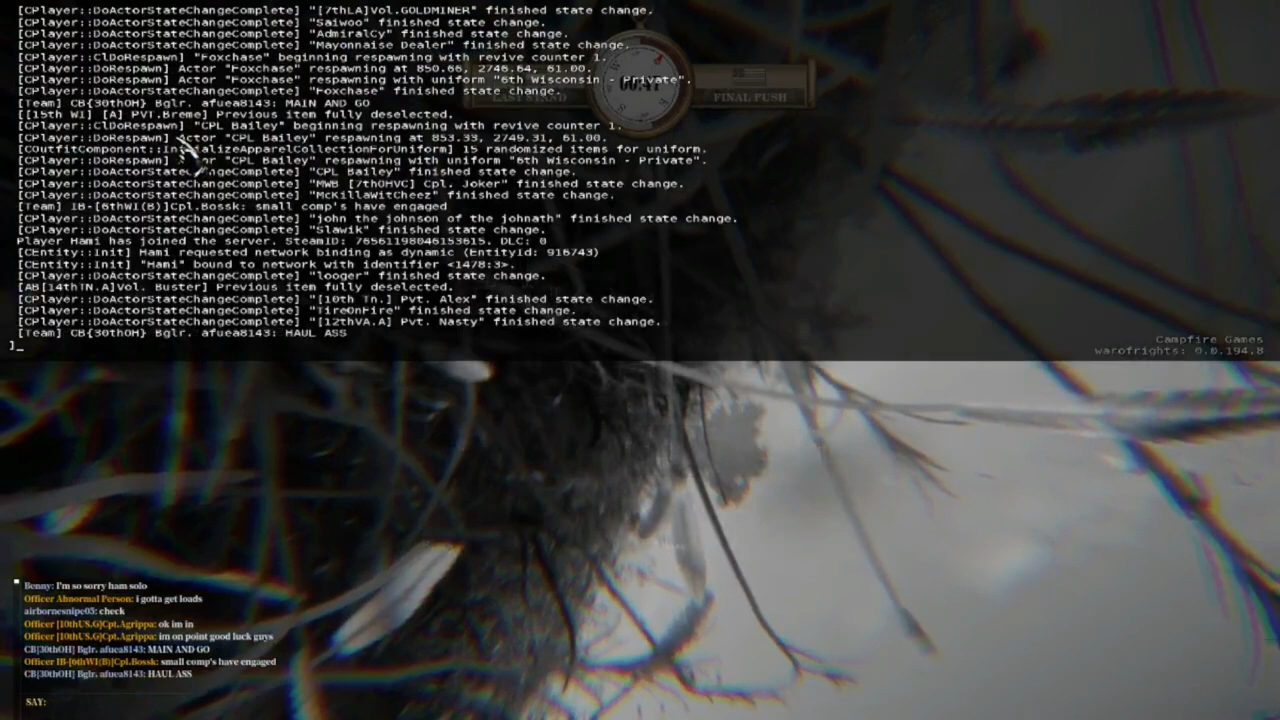 [CPlayer::DoActorStateChangeComplete] "[7thLA]Vol.GOLDMINER" finished state change.
[CPlayer::DoActorStateChangeComplete] "Saiwoo" finished state change.
[CPlayer::DoActorStateChangeComplete] "AdmiralCy" finished state change.
[CPlayer::DoActorStateChangeComplete] "Mayonnaise Dealer" finished state change.
[CPlayer::ClDoRespawn] "Foxchase" beginning respawning with revive counter 1.
[CPlayer::DoRespawn] Actor "Foxchase" respawning at 850.66, 2746.64, 61.00.
[CPlayer::DoRespawn] Actor "Foxchase" respawning with uniform "6th Wisconsin - Private".
[CPlayer::DoActorStateChangeComplete] "Foxchase" finished state change.
[Team] CB{30thOH} Bglr. afuea8143: MAIN AND GO
[[15th WI] [A] PVT.Breme] Previous item fully deselected.
[CPlayer::ClDoRespawn] "CPL Bailey" beginning respawning with revive counter 1.
[CPlayer::DoRespawn] Actor "CPL Bailey" respawning at 853.33, 2749.31, 61.00.
[COutfitComponent::InitializeApparelCollectionForUniform] 15 randomized items for uniform.
[CPlayer::DoRespawn] Actor "CPL Bailey" respawning with uniform "6th Wisconsin - Private".
[CPlayer::DoActorStateChangeComplete] "CPL Bailey" finished state change.
[CPlayer::DoActorStateChangeComplete] "MWB [7thOHVC] Cpl. Joker" finished state change.
[CPlayer::DoActorStateChangeComplete] "McKillaWitCheez" finished state change.
[Team] IB-[6thWI(B)]Cpl.Bossk: small comp's have engaged
[CPlayer::DoActorStateChangeComplete] "john the johnson of the johnath" finished state change.
[CPlayer::DoActorStateChangeComplete] "Slawik" finished state change.
Player Hami has joined the server. SteamID: 76561198046153615. DLC: 0
[CEntity::Init] Hami requested network binding as dynamic (EntityId: 916743)
[CEntity::Init] "Hami" bound to network with identifier <1478:3>.
[CPlayer::DoActorStateChangeComplete] "looger" finished state change.
[AB[14thTN.A]Vol. Buster] Previous item fully deselected.
[CPlayer::DoActorStateChangeComplete] "[10th Tn.] Pvt. Alex" finished state change.
[CPlayer::DoActorStateChangeComplete] "TireOnFire" finished state change.
[CPlayer::DoActorStateChangeComplete] "[12thVA.A] Pvt. Nasty" finished state change.
[Team] CB{30thOH} Bglr. afuea8143: HAUL ASS
]_
LAST STAND
00:47
FINAL PUSH
Campfire Games
warofrights: 0.0.194.8
Benny: I'm so sorry ham solo
Officer Abnormal Person: i gotta get loads
airbornesnipe05: check
Officer [10thUS.G]Cpt.Agrippa: ok im in
Officer [10thUS.G]Cpt.Agrippa: im on point good luck guys
CB{30thOH} Bglr. afuea8143: MAIN AND GO
Officer IB-[6thWI(B)]Cpl.Bossk: small comp's have engaged
CB{30thOH} Bglr. afuea8143: HAUL ASS
SAY: